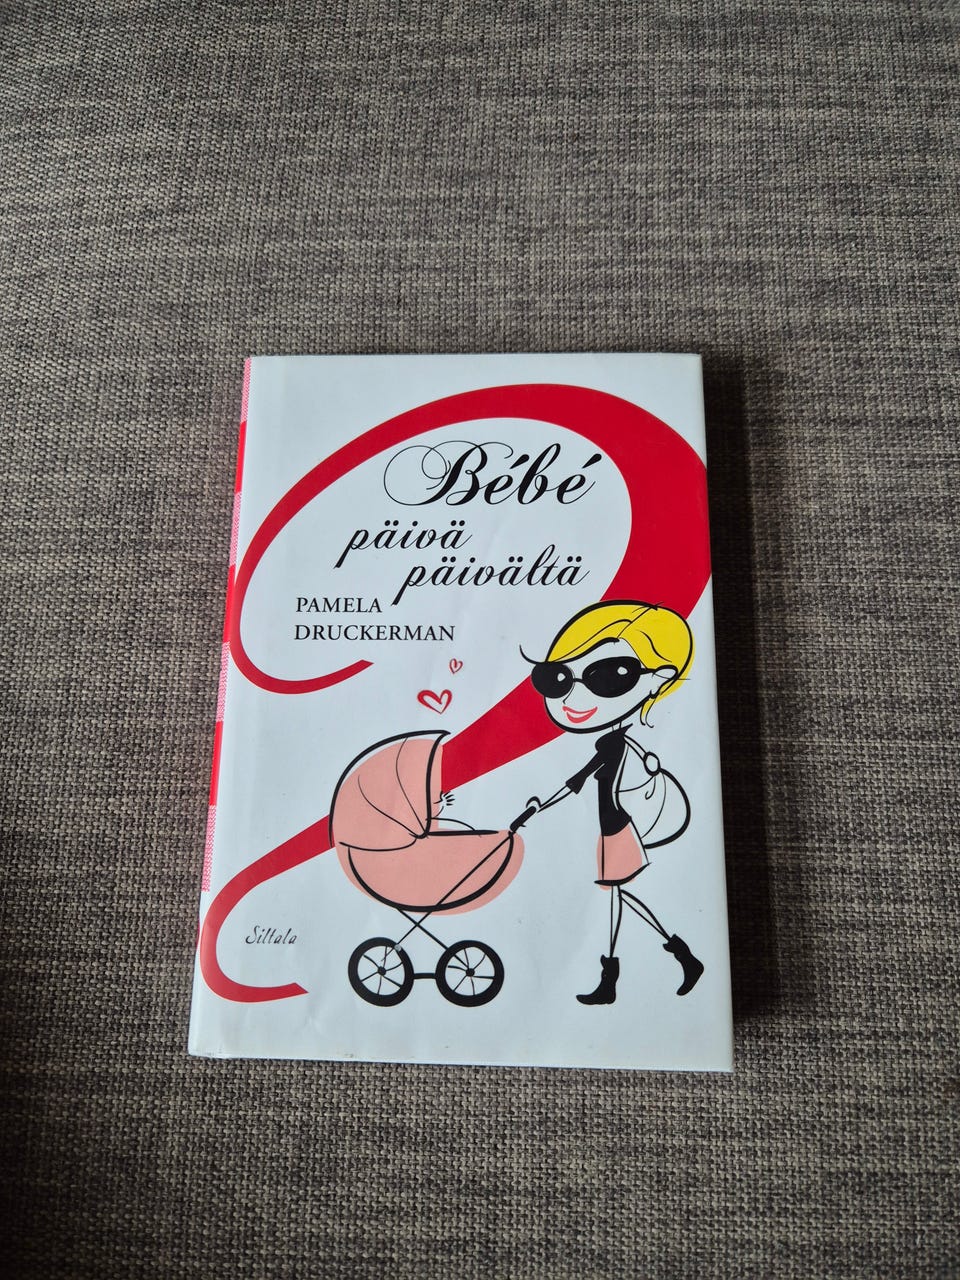 Bébé
päivä
päivältä
PAMELA
DRUCKERMAN
Siltala